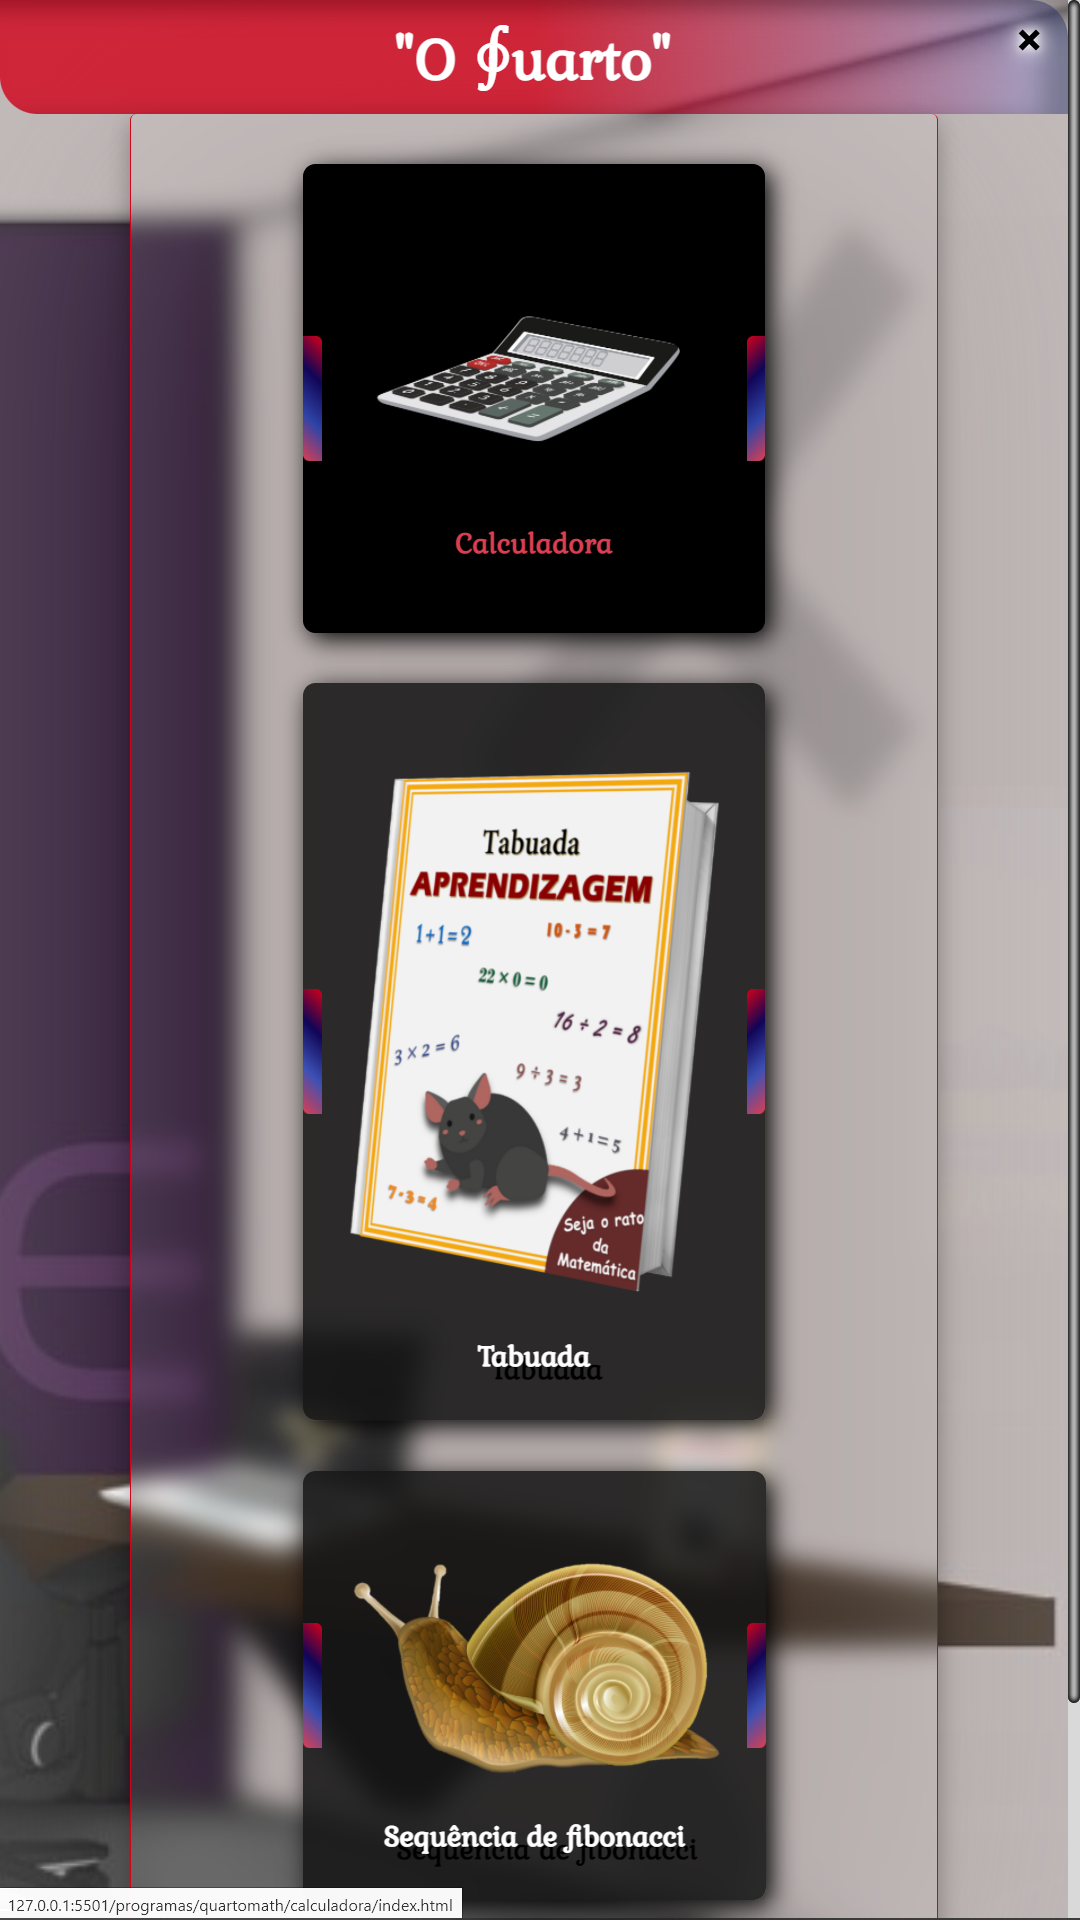 "O ∮uarto"
×
Calculadora
Tabuada
APRENDIZAGEM
1+1=2
10-3=7
22×0=0
16÷2=8
3×2=6
9÷3=3
4+1=5
7-3=4
Seja o rato
da
Matemática
Tabuada
Sequência de fibonacci
127.0.0.1:5501/programas/quartomath/calculadora/index.html